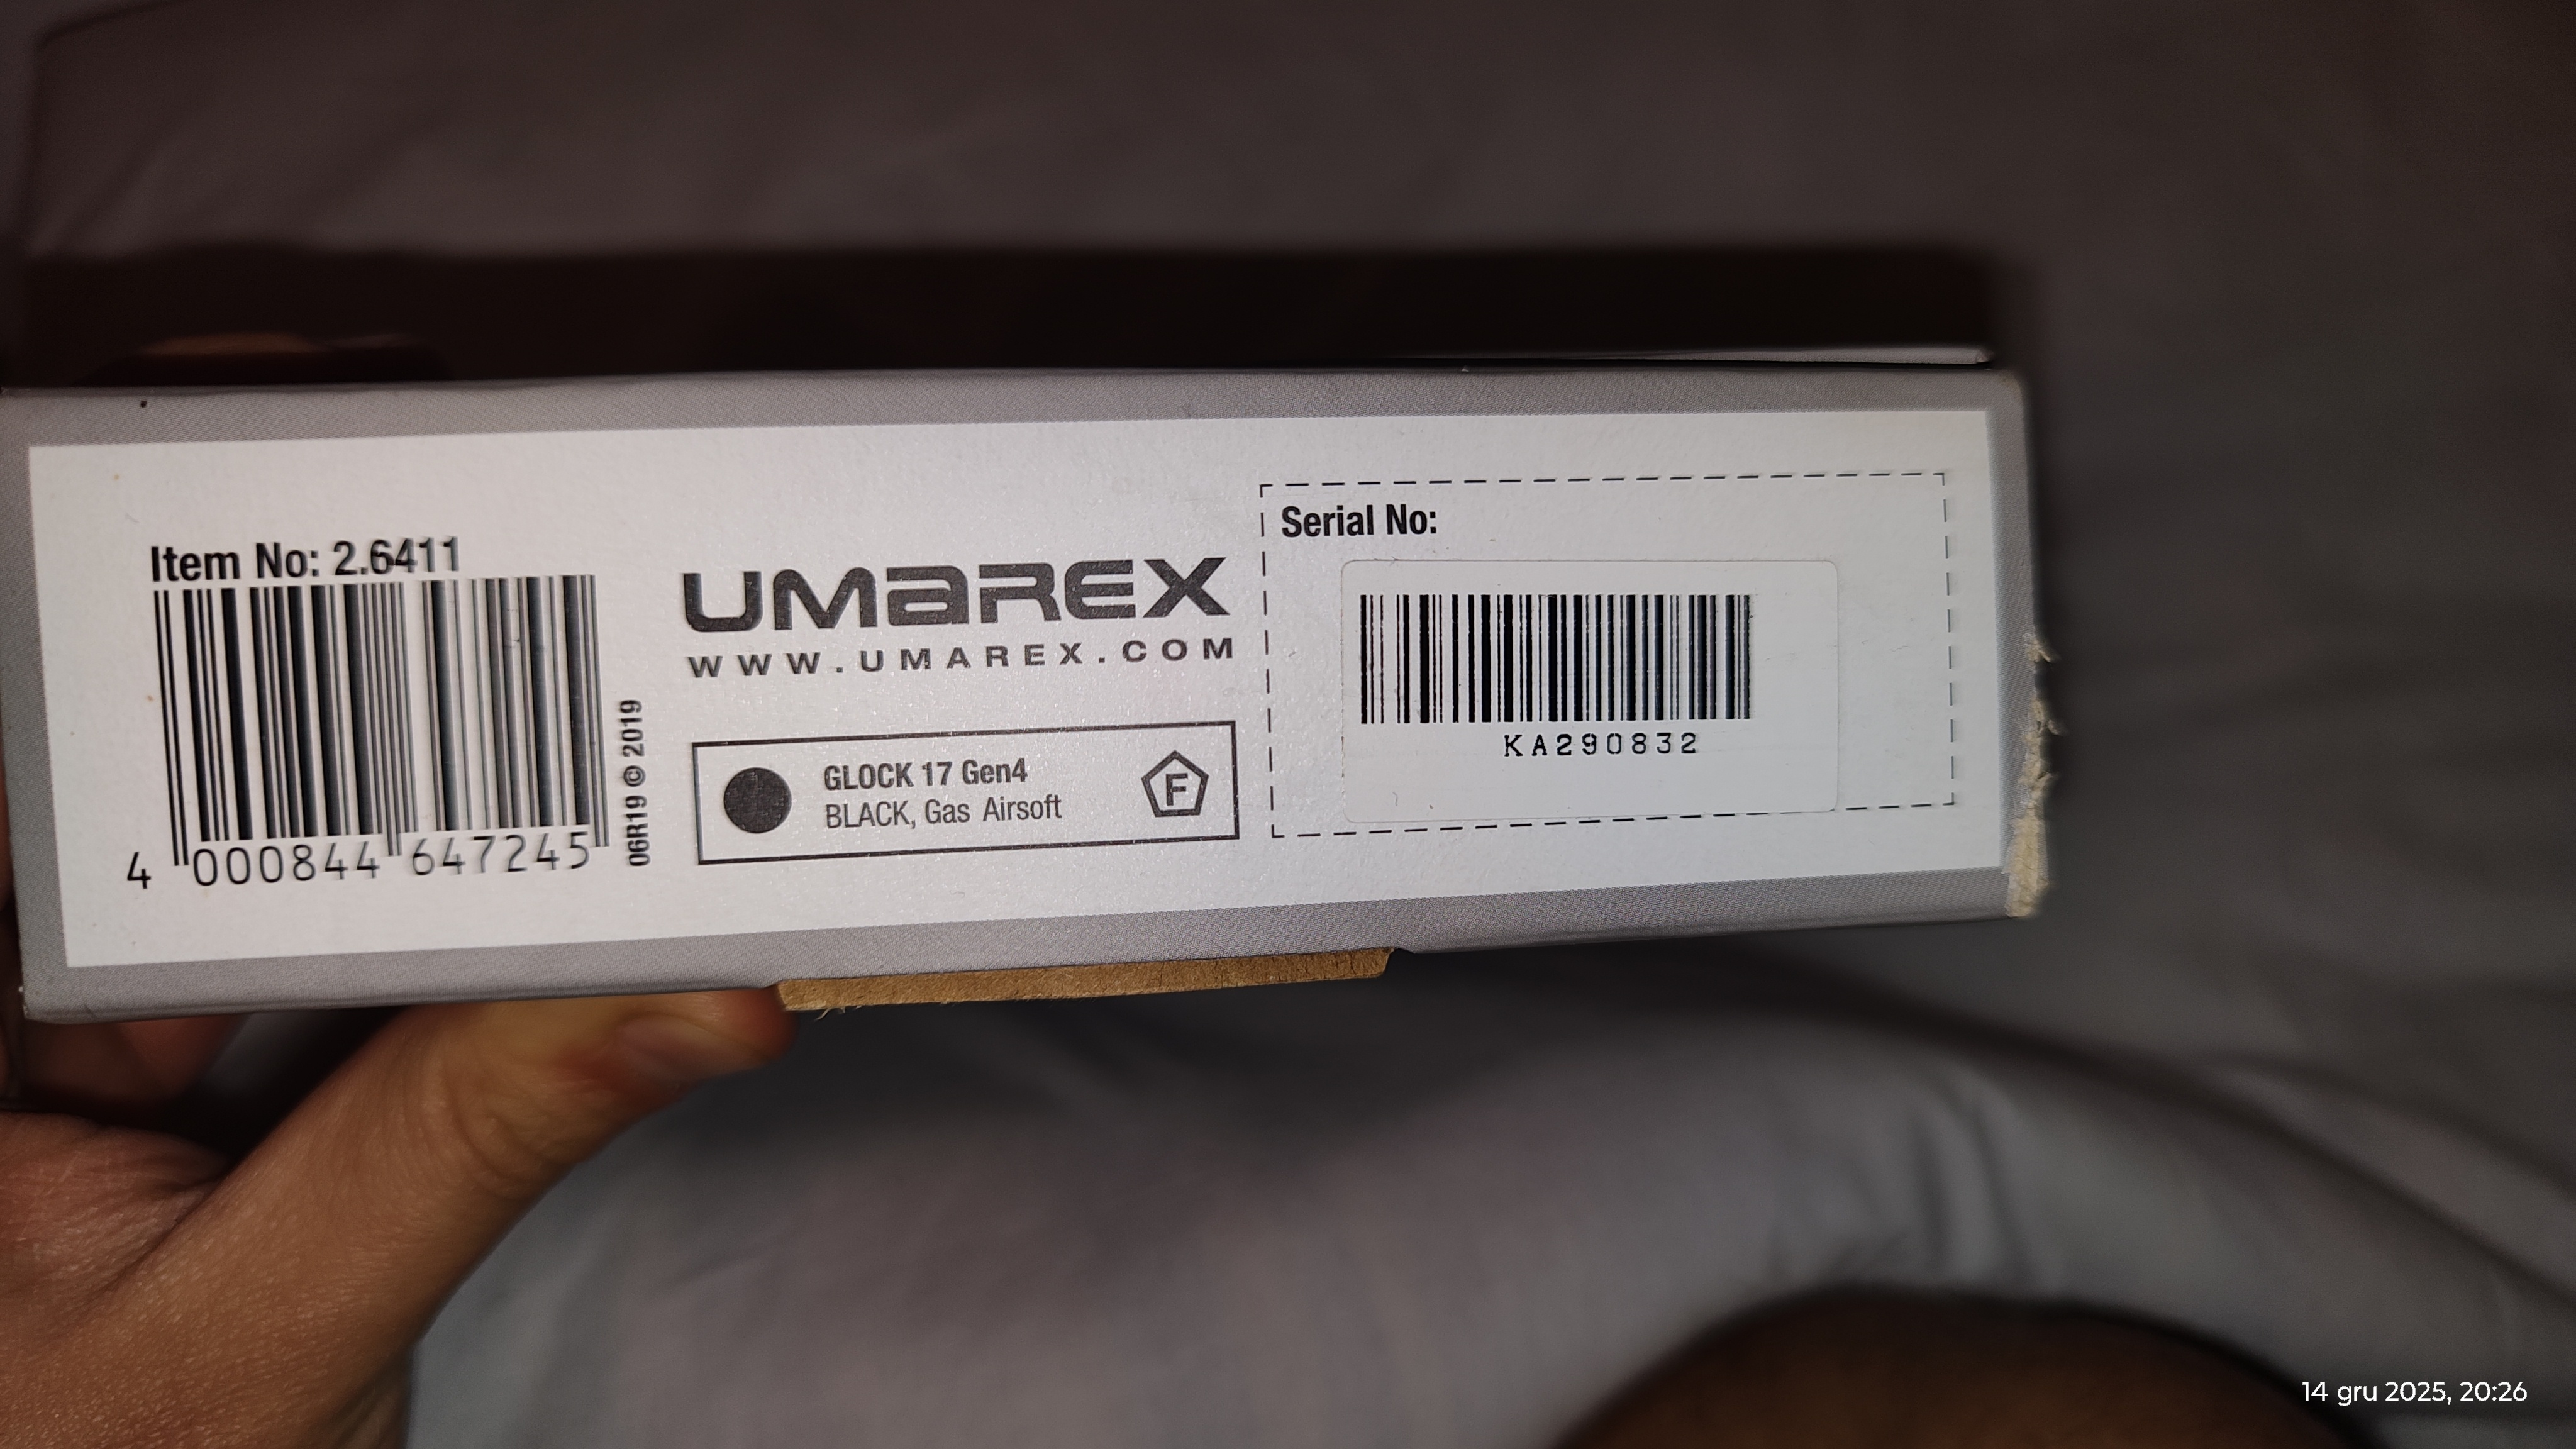 Item No: 2.6411
4 000844 647245
06R19 © 2019
UMAREX
WWW.UMAREX.COM
GLOCK 17 Gen4
BLACK, Gas Airsoft
F
Serial No:
KA290832
14 gru 2025, 20:26